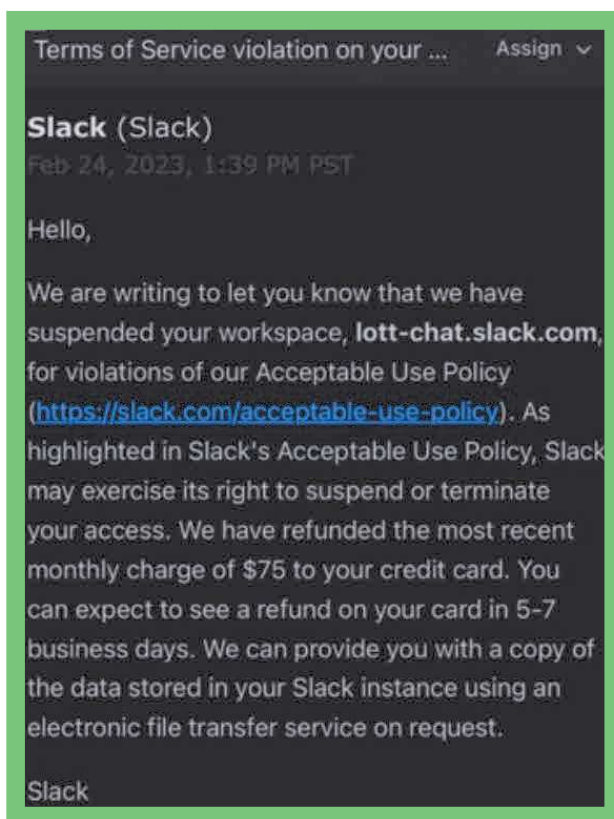 Terms of Service violation on your ... Assign
Slack (Slack)
Feb 24, 2023, 1:39 PM PST
Hello,
We are writing to let you know that we have
suspended your workspace, lott-chat.slack.com,
for violations of our Acceptable Use Policy
(https://slack.com/acceptable-use-policy). As
highlighted in Slack's Acceptable Use Policy, Slack
may exercise its right to suspend or terminate
your access. We have refunded the most recent
monthly charge of $75 to your credit card. You
can expect to see a refund on your card in 5-7
business days. We can provide you with a copy of
the data stored in your Slack instance using an
electronic file transfer service on request.
Slack